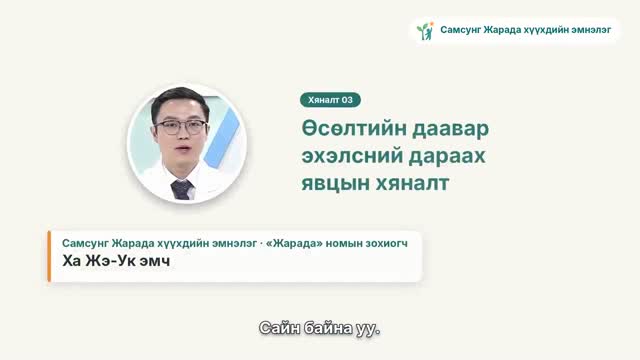 Самсунг Жарада хүүхдийн эмнэлэг
Хяналт 03
Өсөлтийн даавар
эхэлсний дараах
явцын хяналт
Самсунг Жарада хүүхдийн эмнэлэг · «Жарада» номын зохиогч
Ха Жэ-Ук эмч
Сайн байна уу.